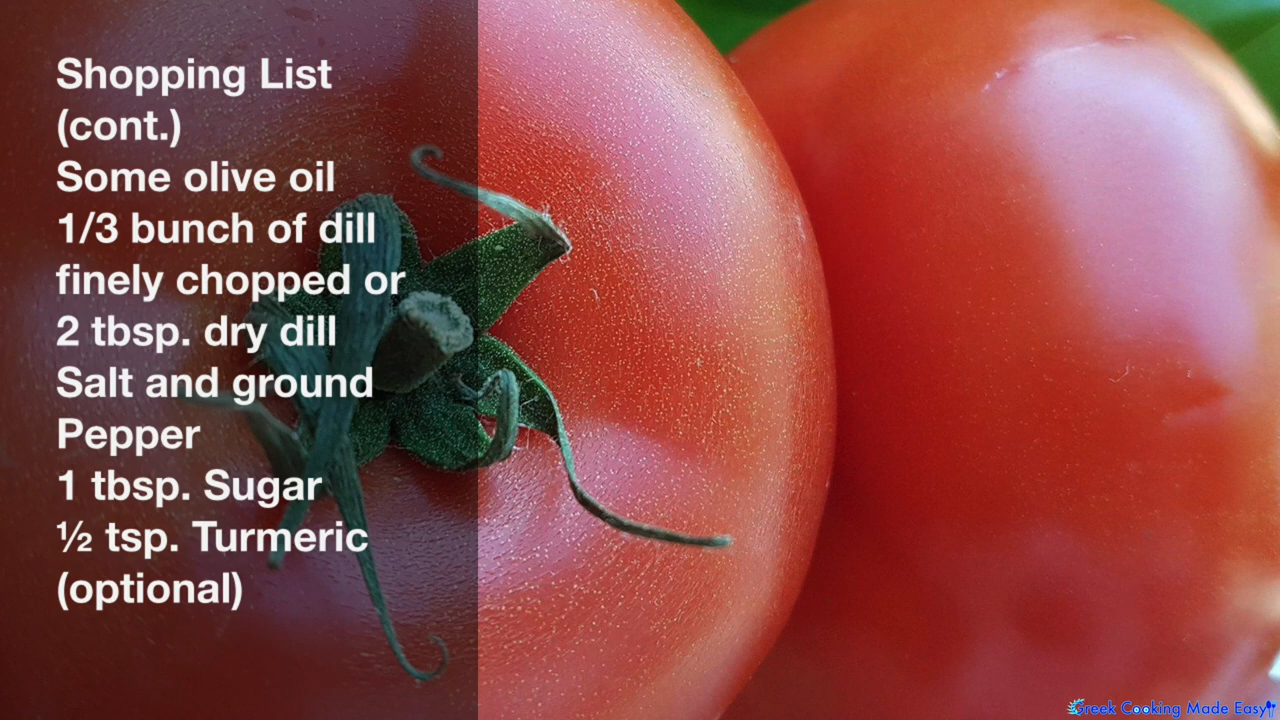 Shopping List
(cont.)
Some olive oil
1/3 bunch of dill
finely chopped or
2 tbsp. dry dill
Salt and ground
Pepper
1 tbsp. Sugar
½ tsp. Turmeric
(optional)
Greek Cooking Made Easy